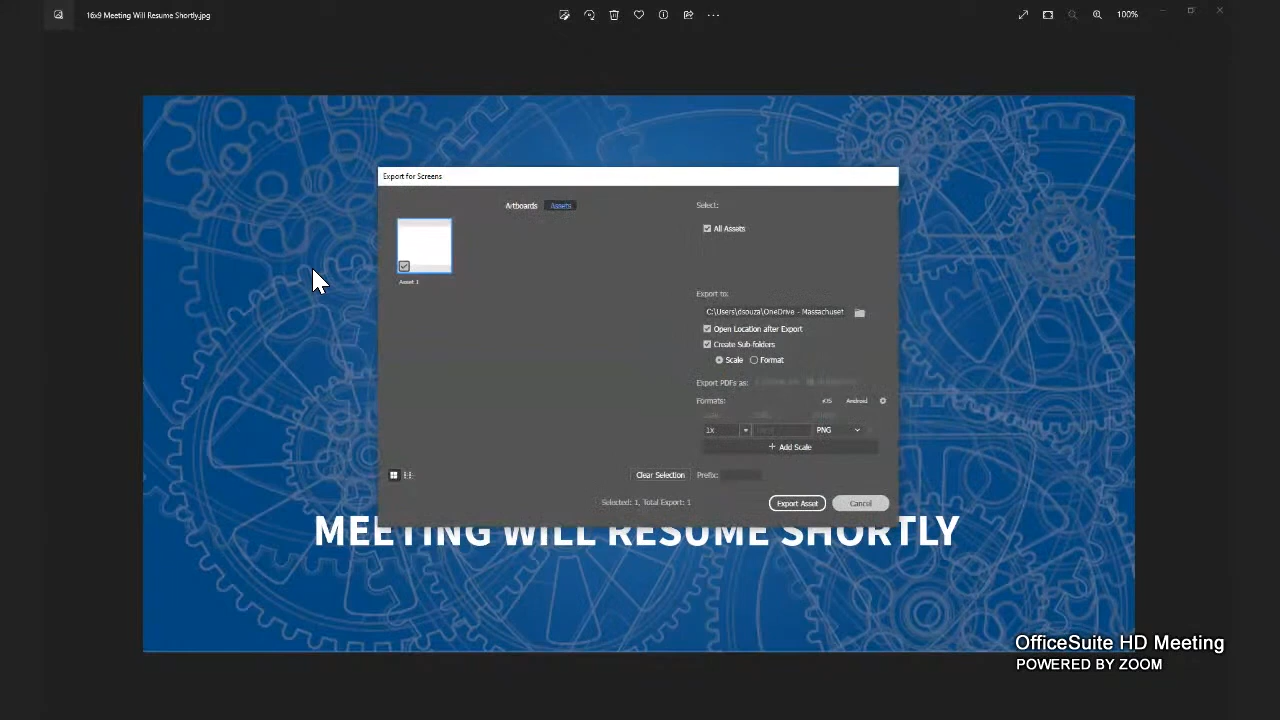 16x9 Meeting Will Resume Shortly.jpg
100%
Export for Screens
Artboards Assets
Select:
All Assets
Asset 1
Export to:
C:\Users\dsouza\OneDrive - Massachuset
Open Location after Export
Create Sub-folders
Scale Format
Export PDFs as:
Formats: iOS Android
1x PNG
+ Add Scale
Clear Selection Prefix:
Selected: 1, Total Export: 1
Export Asset Cancel
MEETING WILL RESUME SHORTLY
OfficeSuite HD Meeting
POWERED BY ZOOM